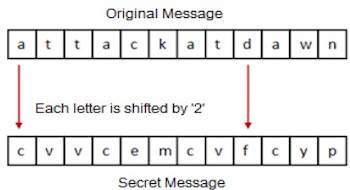 Original Message
a t t a c k a t d a w n
Each letter is shifted by '2'
c v v c e m c v f c y p
Secret Message